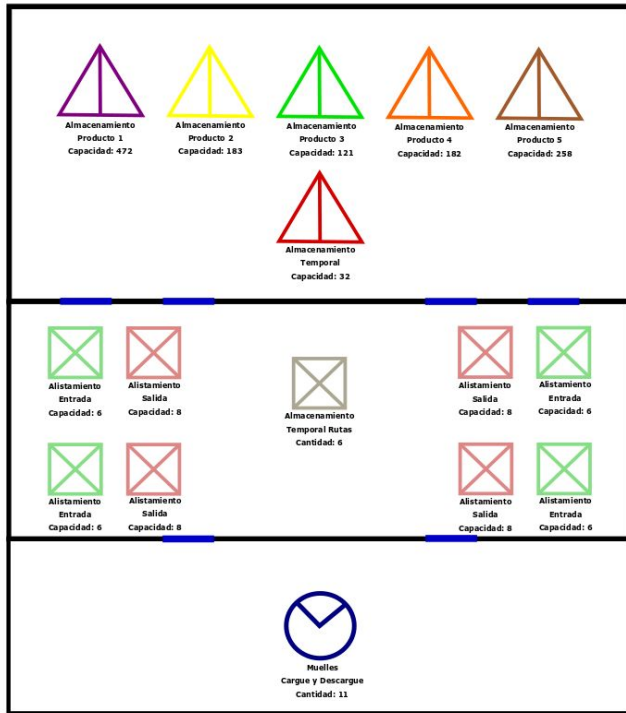 Almacenamiento
Producto 1
Capacidad: 472
Almacenamiento
Producto 2
Capacidad: 183
Almacenamiento
Producto 3
Capacidad: 121
Almacenamiento
Producto 4
Capacidad: 182
Almacenamiento
Producto 5
Capacidad: 258
Almacenamiento
Temporal
Capacidad: 32
Alistamiento
Entrada
Capacidad: 6
Alistamiento
Salida
Capacidad: 8
Almacenamiento
Temporal Rutas
Cantidad: 6
Alistamiento
Salida
Capacidad: 8
Alistamiento
Entrada
Capacidad: 6
Alistamiento
Entrada
Capacidad: 6
Alistamiento
Salida
Capacidad: 8
Alistamiento
Salida
Capacidad: 8
Alistamiento
Entrada
Capacidad: 6
Muelles
Cargue y Descargue
Cantidad: 11